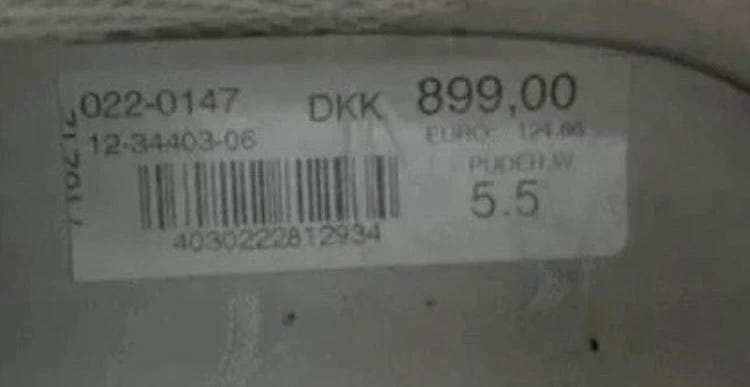 022-0147 DKK 899,00
12-34403-06 EURO:
PUDER.W
5.5
4030222812934